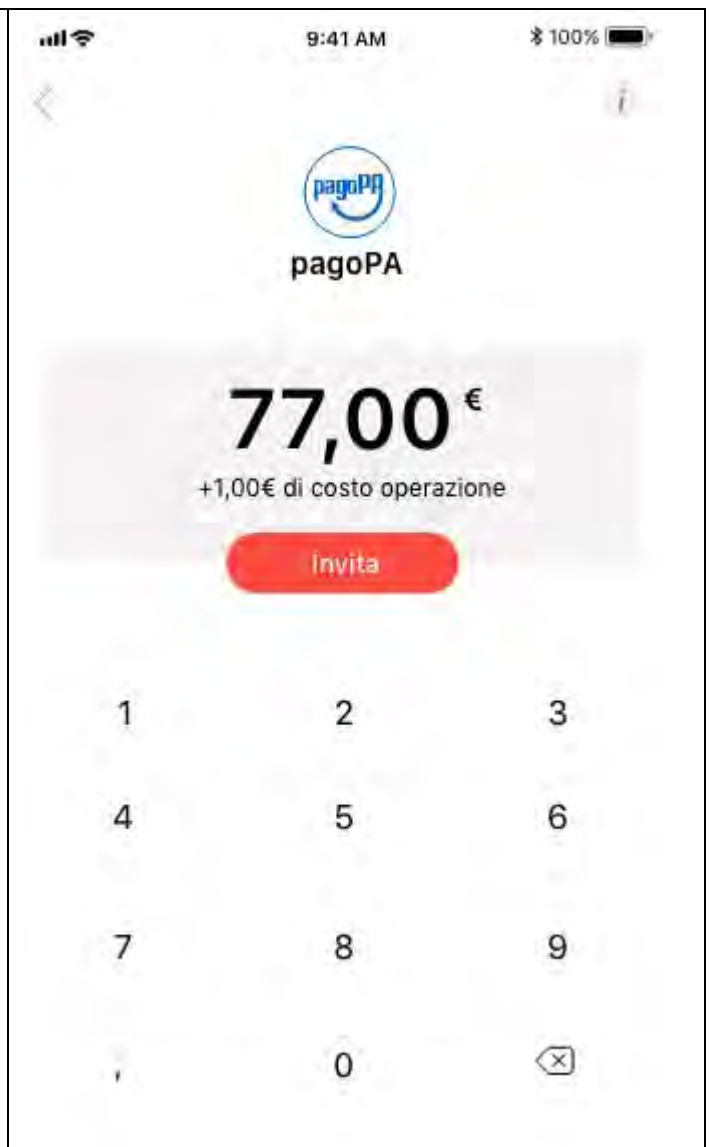 9:41 AM 100%
i
pagoPA
pagoPA
77,00 €
+1,00€ di costo operazione
Invita
1 2 3
4 5 6
7 8 9
, 0